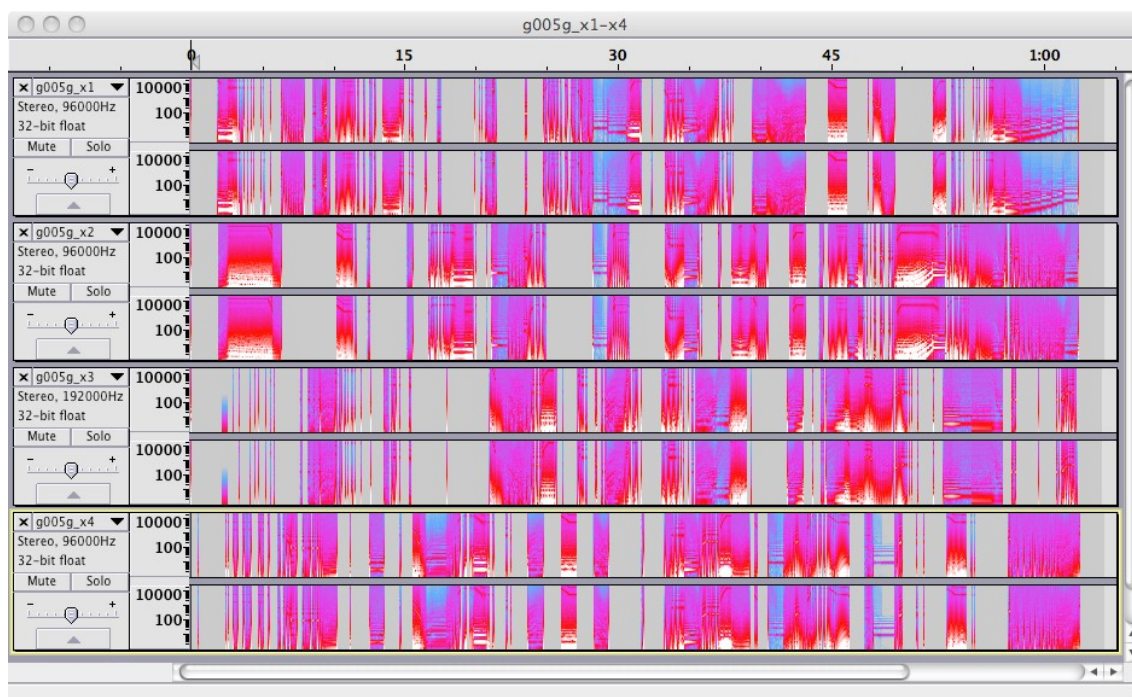 g005g_x1-x4
0 15 30 45 1:00
× g005g_x1 ▼
Stereo, 96000Hz
32-bit float
Mute Solo
- +
10000
100
10000
100
× g005g_x2 ▼
Stereo, 96000Hz
32-bit float
Mute Solo
- +
10000
100
10000
100
× g005g_x3 ▼
Stereo, 192000Hz
32-bit float
Mute Solo
- +
10000
100
10000
100
× g005g_x4 ▼
Stereo, 96000Hz
32-bit float
Mute Solo
- +
10000
100
10000
100